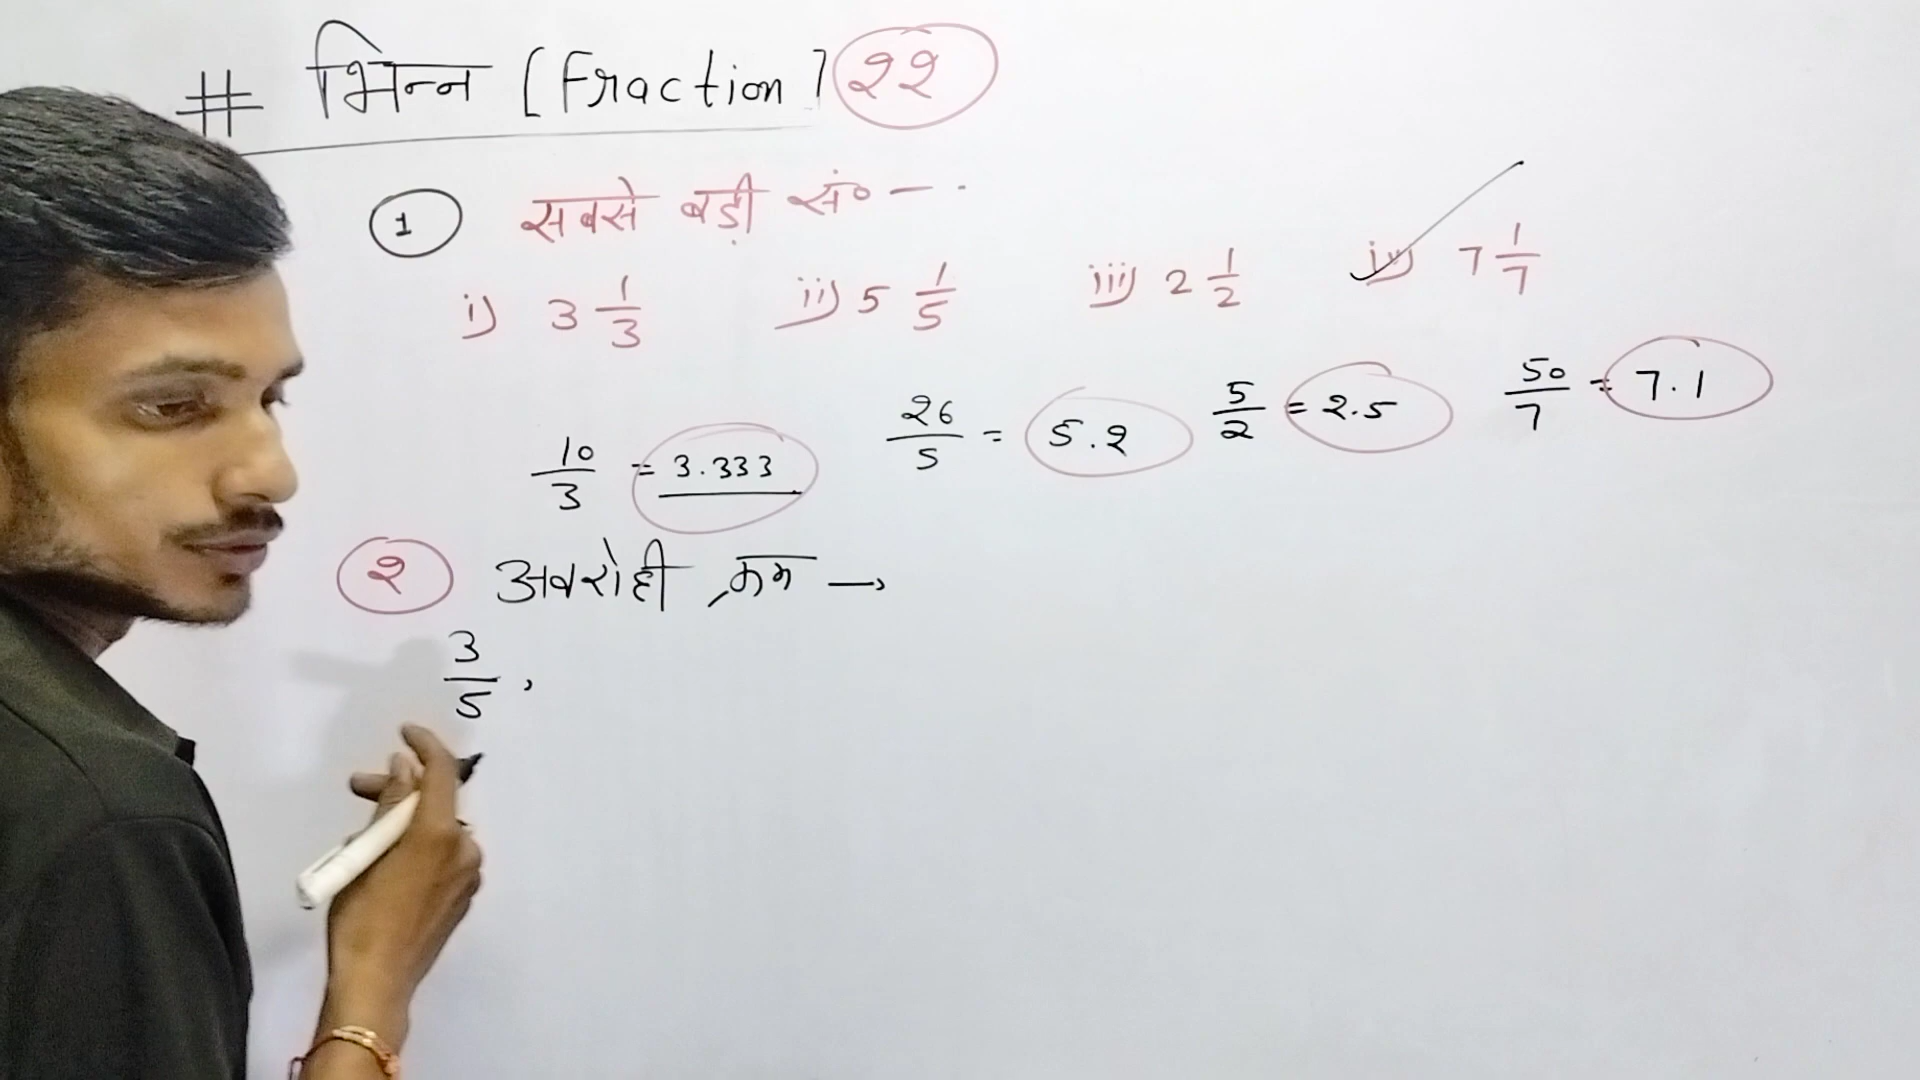 # भिन्न [Fraction] 22
1 सबसे बड़ी सं० - .
i) 3 1/3 ii) 5 1/5 iii) 2 1/2 iv) 7 1/7
10/3 = 3.333 26/5 = 5.2 5/2 = 2.5 50/7 = 7.1
2 अवरोही क्रम →
3/5 ,